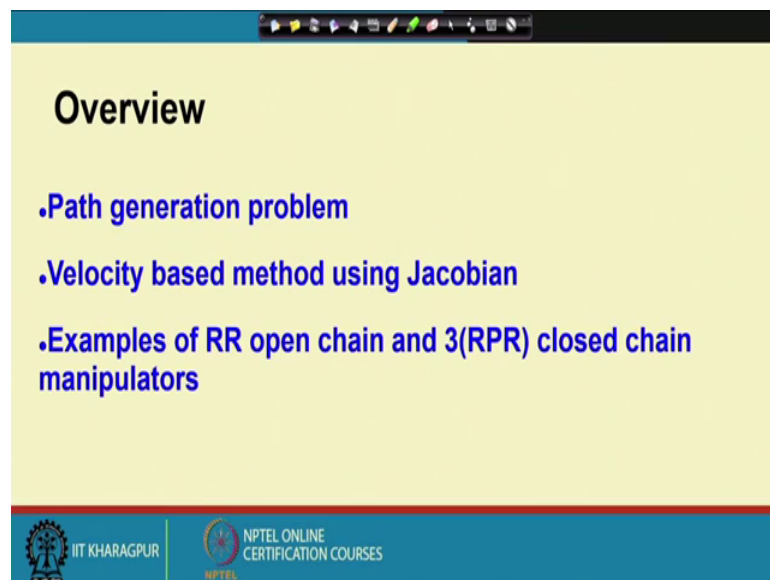 Overview
•Path generation problem
•Velocity based method using Jacobian
•Examples of RR open chain and 3(RPR) closed chain
manipulators
IIT KHARAGPUR
NPTEL ONLINE
CERTIFICATION COURSES
NPTEL